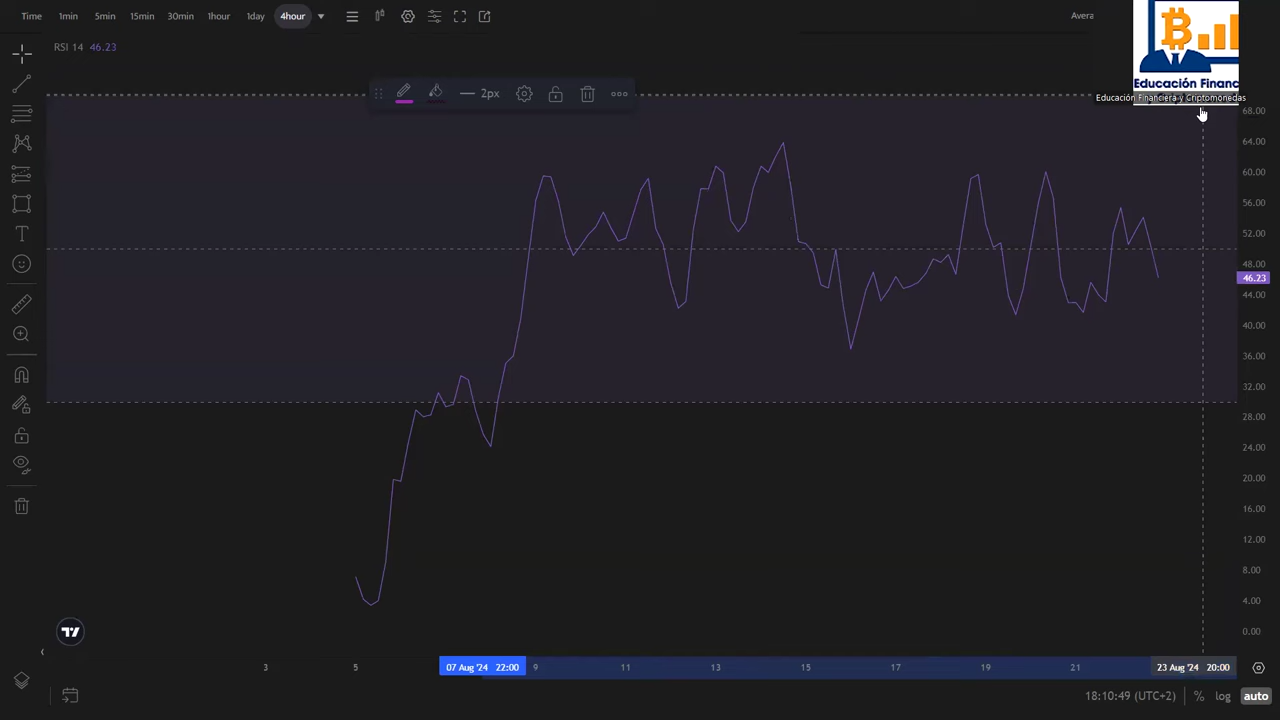 Time 1min 5min 15min 30min 1hour 1day 4hour
Avera
RSI 14 46.23
2px
Educación Financ
Educación Financiera y Criptomonedas
68.00
64.00
60.00
56.00
52.00
48.00
46.23
44.00
40.00
36.00
32.00
28.00
24.00
20.00
16.00
12.00
8.00
4.00
0.00
3 5 07 Aug '24 22:00 9 11 13 15 17 19 21 23 Aug '24 20:00
18:10:49 (UTC+2) % log auto